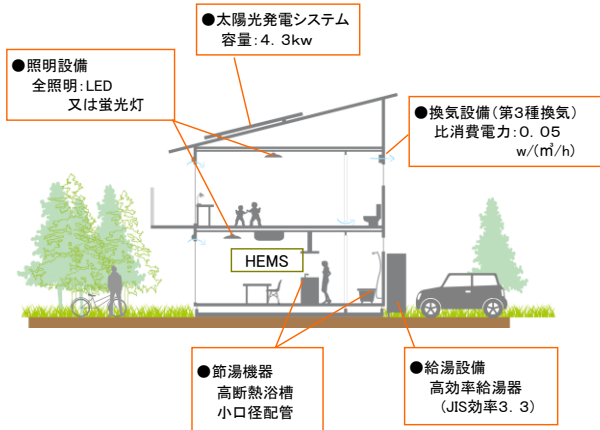 ●太陽光発電システム
容量:4.3kw
●照明設備
全照明:LED
又は蛍光灯
●換気設備(第3種換気)
比消費電力:0.05
w/(㎥/h)
HEMS
●節湯機器
高断熱浴槽
小口径配管
●給湯設備
高効率給湯器
(JIS効率3.3)